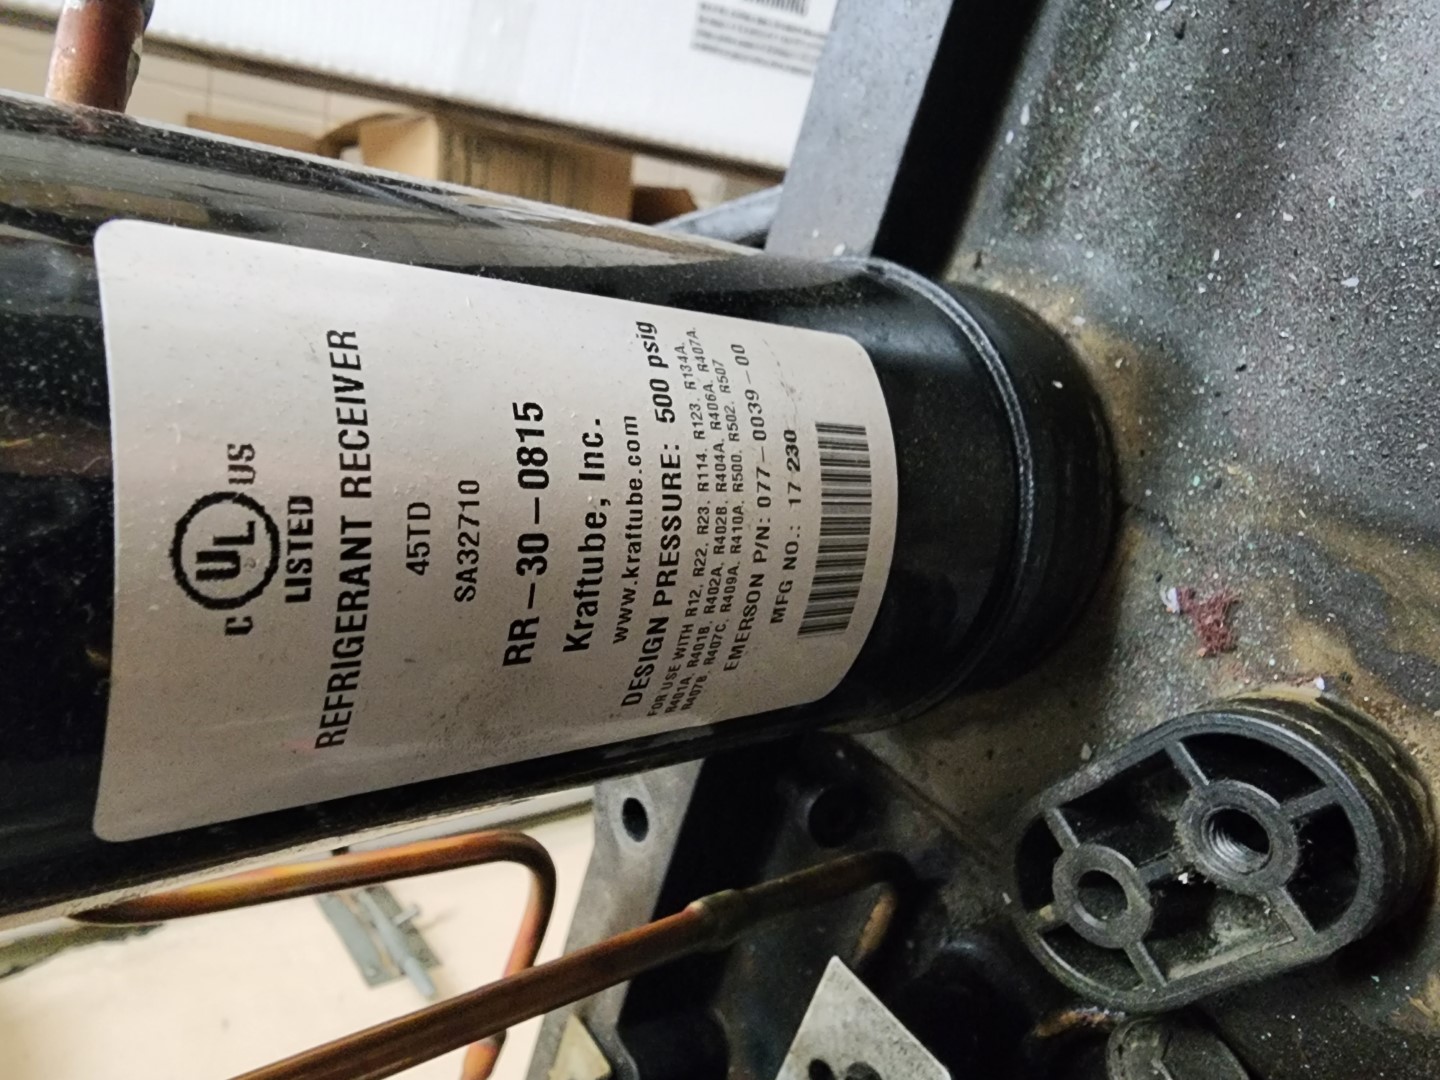 C UL US
LISTED
REFRIGERANT RECEIVER
45TD
SA32710
RR-30-0815
Kraftube, Inc.
www.kraftube.com
DESIGN PRESSURE: 500 psig
FOR USE WITH R12, R22, R23, R114, R123, R134A,
R401A, R401B, R402A, R402B, R404A, R406A, R407A,
R407B, R407C, R409A, R410A, R500, R502, R507
EMERSON P/N: 077-0039-00
MFG NO.: 17 230